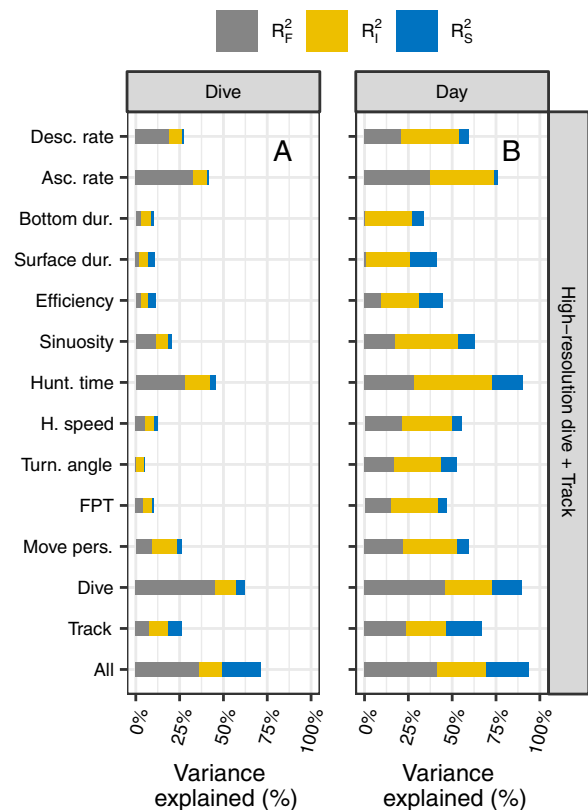 R²F R²I R²S
Dive Day
A B
Desc. rate
Asc. rate
Bottom dur.
Surface dur.
Efficiency
Sinuosity
Hunt. time
H. speed
Turn. angle
FPT
Move pers.
Dive
Track
All
High−resolution dive + Track
0% 25% 50% 75% 100% 0% 25% 50% 75% 100%
Variance Variance
explained (%) explained (%)